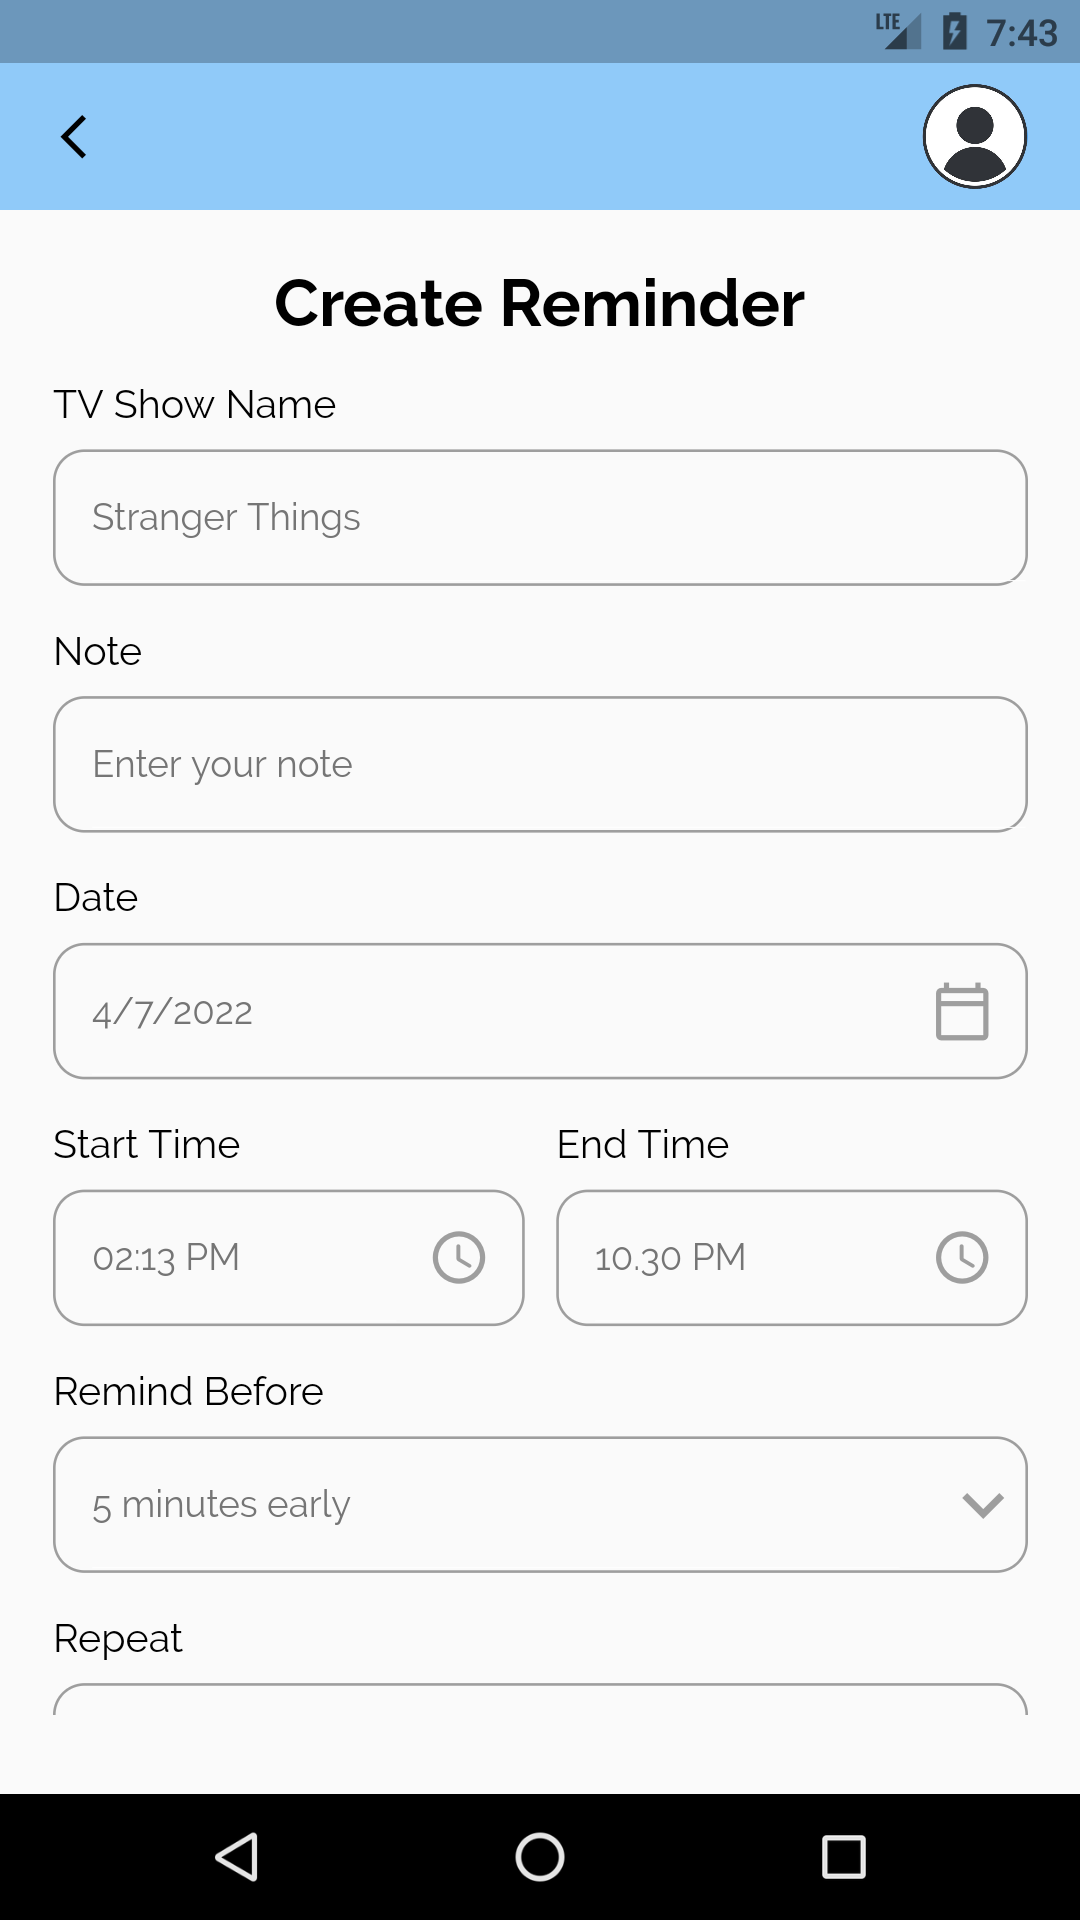 LTE 7:43
Create Reminder
TV Show Name
Stranger Things
Note
Enter your note
Date
4/7/2022
Start Time End Time
02:13 PM 10.30 PM
Remind Before
5 minutes early
Repeat